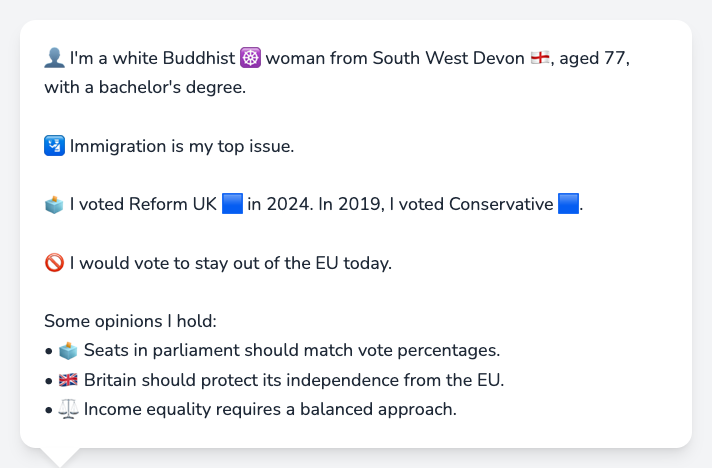 👤 I'm a white Buddhist ☸️ woman from South West Devon 🏴󠁧󠁢󠁥󠁮󠁧󠁿, aged 77,
with a bachelor's degree.
🛂 Immigration is my top issue.
🗳️ I voted Reform UK 🟦 in 2024. In 2019, I voted Conservative 🟦.
🚫 I would vote to stay out of the EU today.
Some opinions I hold:
• 🗳️ Seats in parliament should match vote percentages.
• 🇬🇧 Britain should protect its independence from the EU.
• ⚖️ Income equality requires a balanced approach.